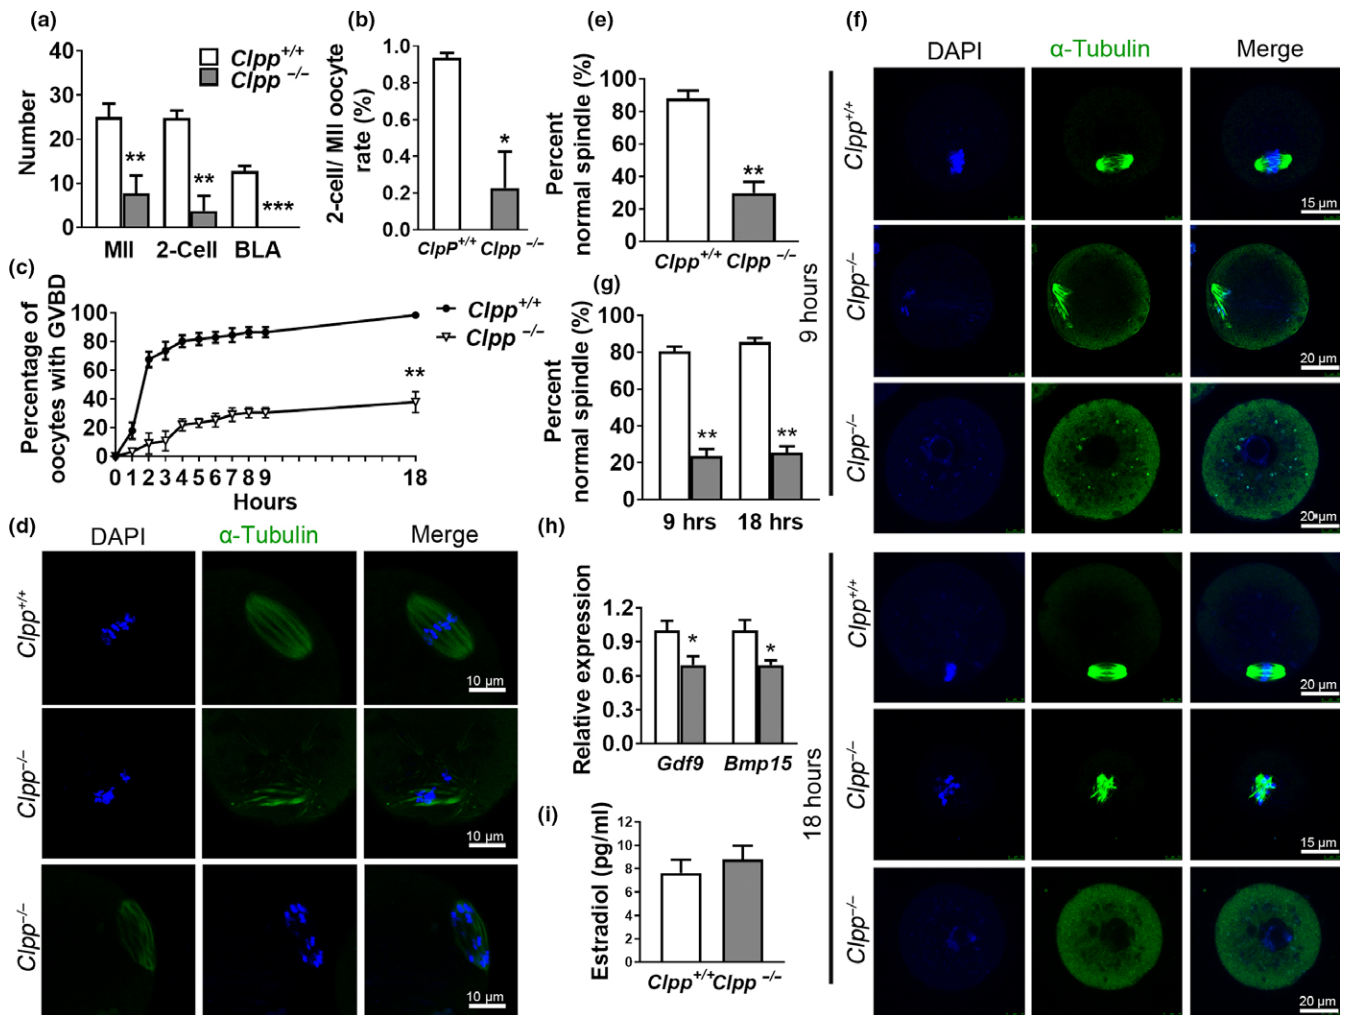 (a)
Number
40
30
20
10
0
Clpp+/+
Clpp −/−
**
**
***
MII 2-Cell BLA
(b)
2-cell/ MII oocyte
rate (%)
1.0
0.8
0.6
0.4
0.2
0.0
*
ClpP+/+ Clpp −/−
(c)
Percentage of
oocytes with GVBD
100
80
60
40
20
0
Clpp+/+
Clpp −/−
**
0 1 2 3 4 5 6 7 8 9 18
Hours
(d)
DAPI α-Tubulin Merge
Clpp+/+
10 µm
Clpp−/−
10 µm
Clpp−/−
10 µm
(e)
Percent
normal spindle (%)
100
80
60
40
20
0
**
Clpp+/+ Clpp −/−
(g)
Percent
normal spindle (%)
100
80
60
40
20
0
**
**
9 hrs 18 hrs
(h)
Relative expression
1.2
0.9
0.6
0.3
0.0
*
*
Gdf9 Bmp15
(i)
Estradiol (pg/ml)
12
10
8
6
4
2
0
Clpp+/+ Clpp −/−
(f)
DAPI α-Tubulin Merge
9 hours
Clpp+/+
15 µm
Clpp−/−
20 µm
Clpp−/−
20 µm
18 hours
Clpp+/+
20 µm
Clpp−/−
15 µm
Clpp−/−
20 µm